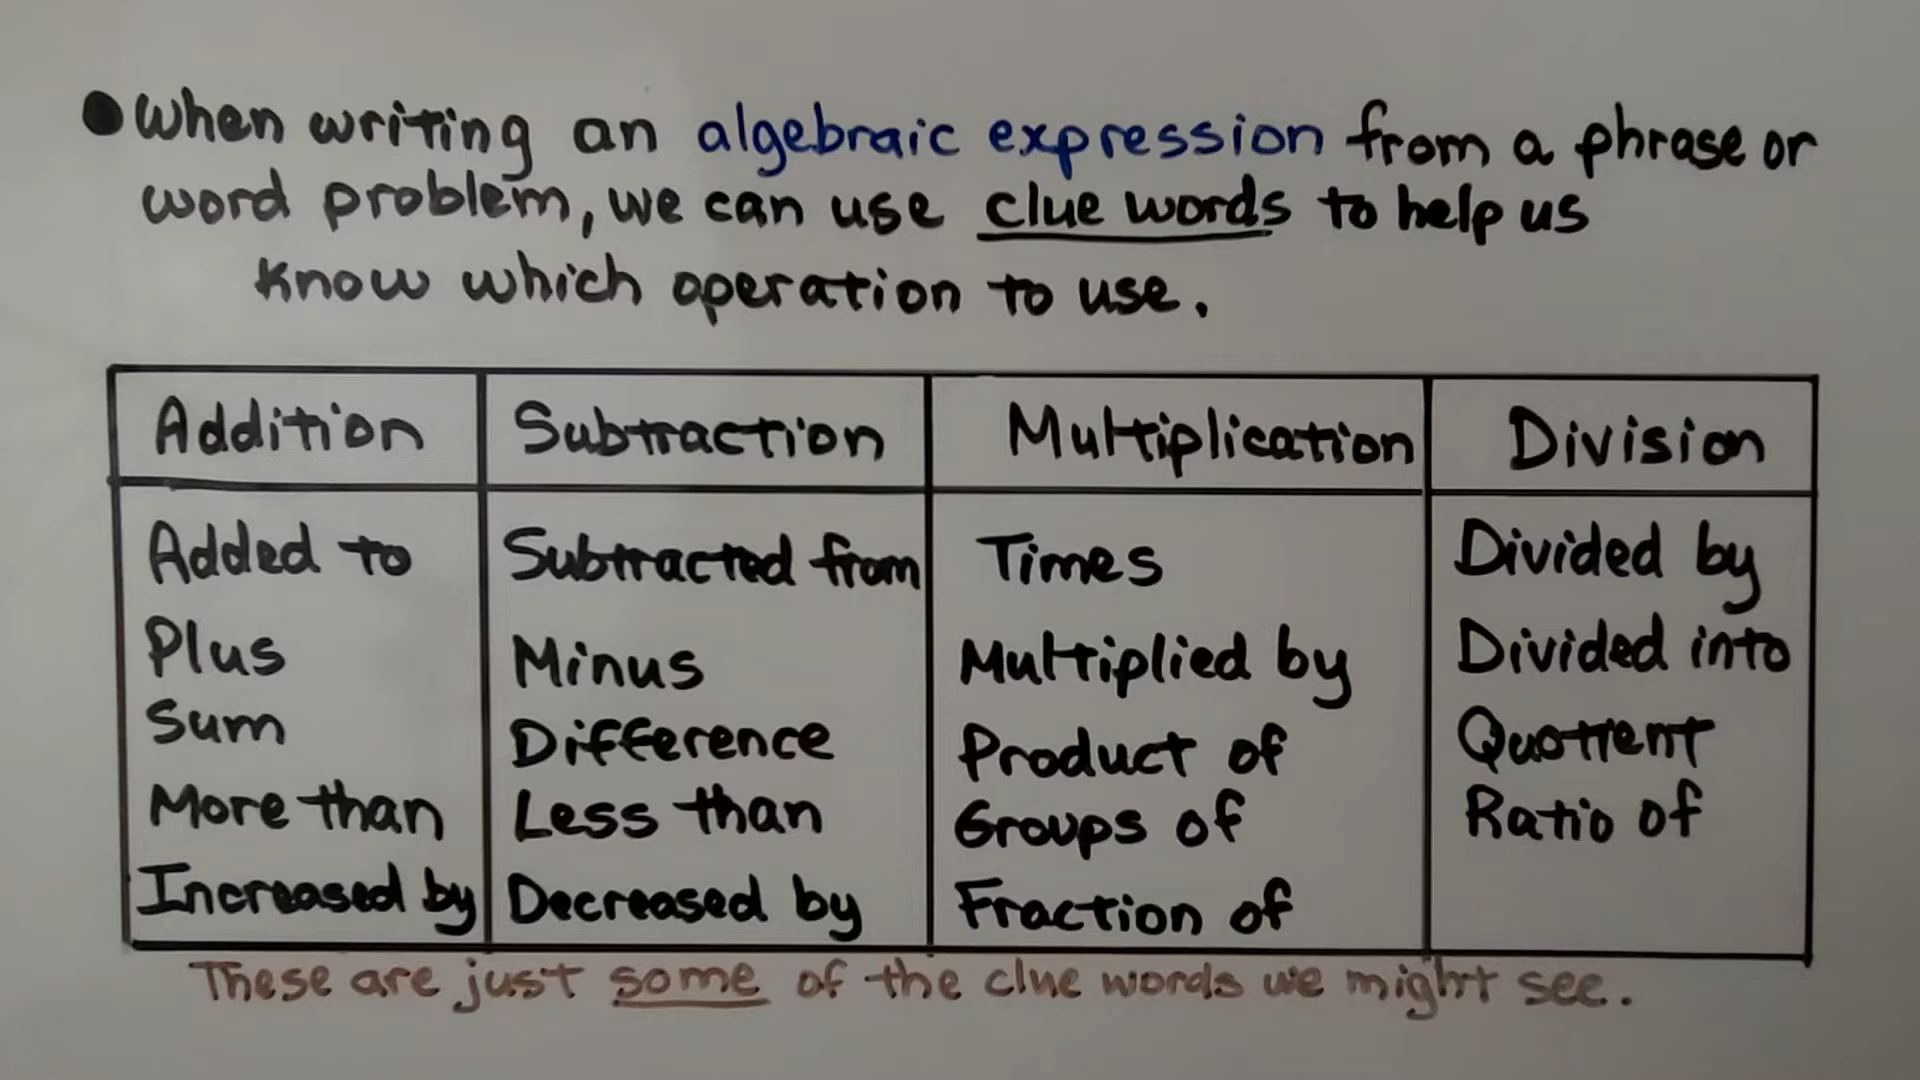 When writing an algebraic expression from a phrase or
word problem, we can use clue words to help us
know which operation to use.
Addition Subtraction Multiplication Division
Added to Subtracted from Times Divided by
Plus Minus Multiplied by Divided into
Sum Difference Product of Quotient
More than Less than Groups of Ratio of
Increased by Decreased by Fraction of
These are just some of the clue words we might see.